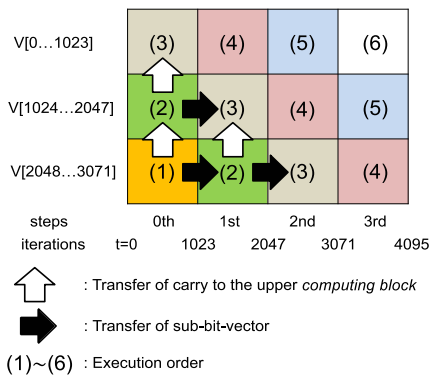 V[0…1023] (3) (4) (5) (6)
V[1024…2047] (2) (3) (4) (5)
V[2048…3071] (1) (2) (3) (4)
steps 0th 1st 2nd 3rd
iterations t=0 1023 2047 3071 4095
: Transfer of carry to the upper computing block
: Transfer of sub-bit-vector
(1)~(6) : Execution order